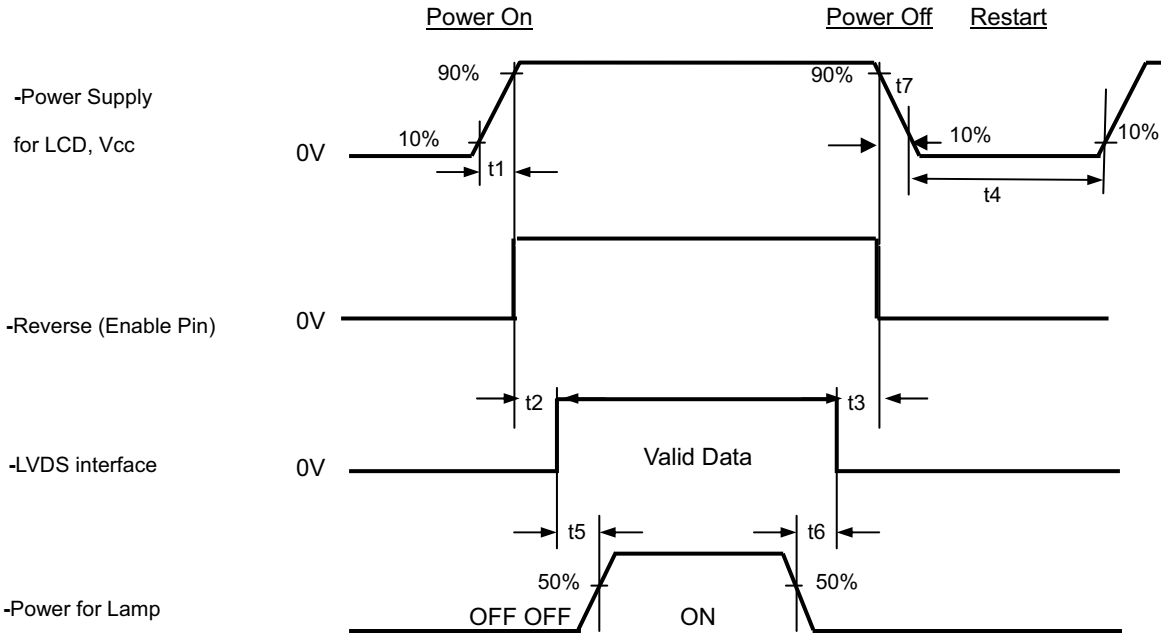 Power On
Power Off
Restart
90%
90%
t7
-Power Supply
for LCD, Vcc
10%
10%
10%
0V
t1
t4
-Reverse (Enable Pin)
0V
t2
t3
-LVDS interface
0V
Valid Data
t5
t6
50%
50%
-Power for Lamp
OFF OFF
ON